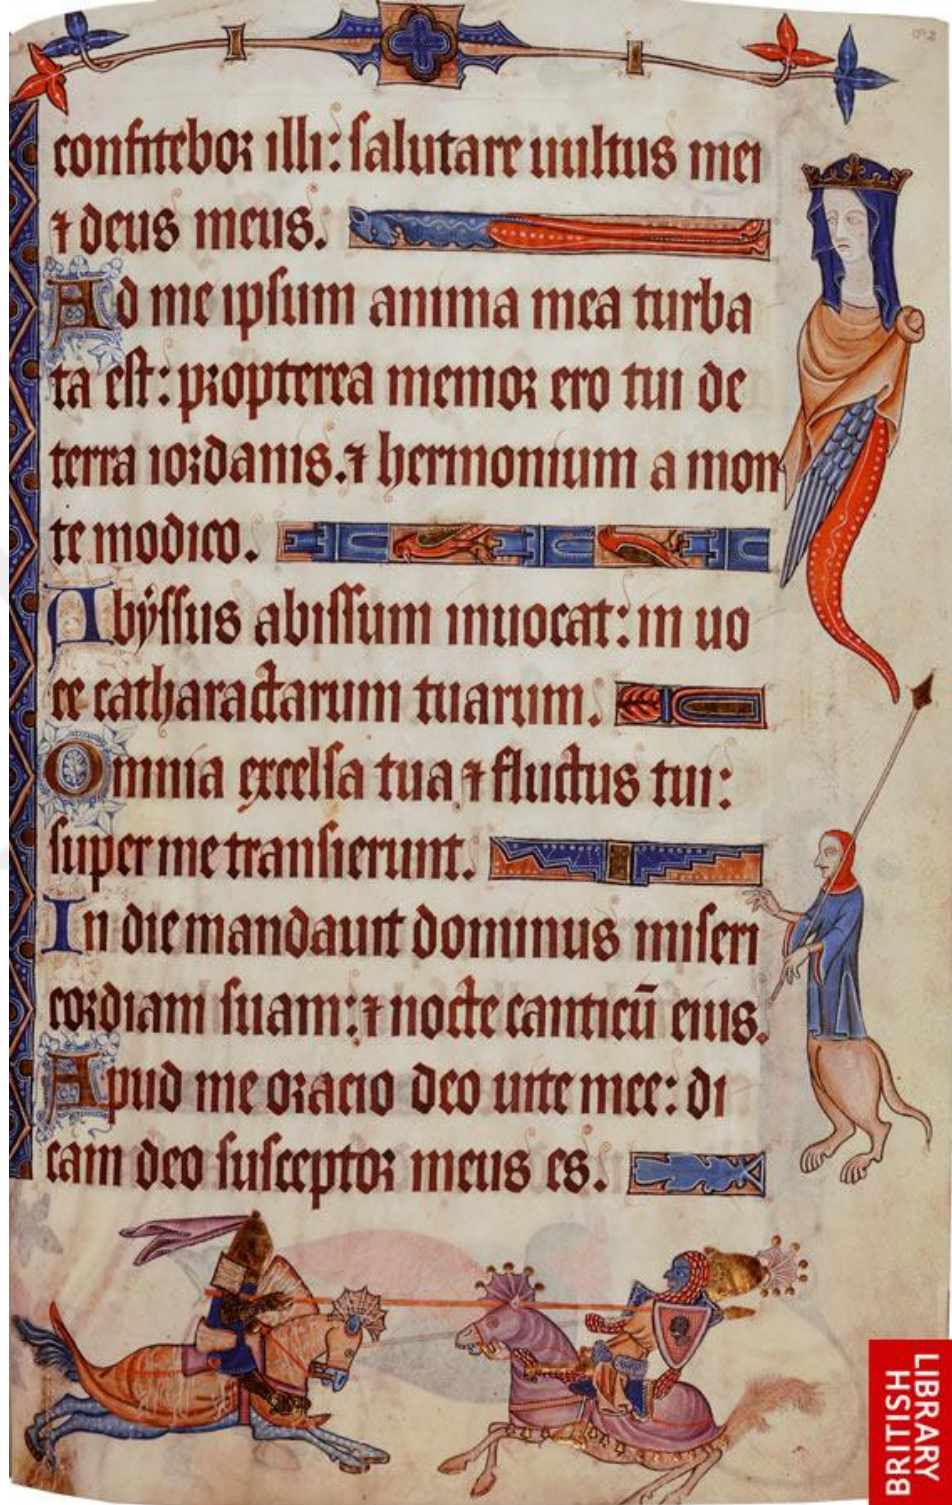 confitebor illi: salutare uultus mei
⁊ deus meus.
Ad me ipsum anima mea turba
ta est: propterea memor ero tui de
terra iordanis. ⁊ hermonium a mon
te modico.
Abyssus abissum inuocat: in uo
ce catharactarum tuarum.
Omnia excelsa tua ⁊ fluctus tui:
super me transierunt.
In die mandauit dominus miseri
cordiam suam: ⁊ nocte canticū eius.
Apud me oracio deo uite mee: di
cam deo susceptor meus es.
BRITISH
LIBRARY